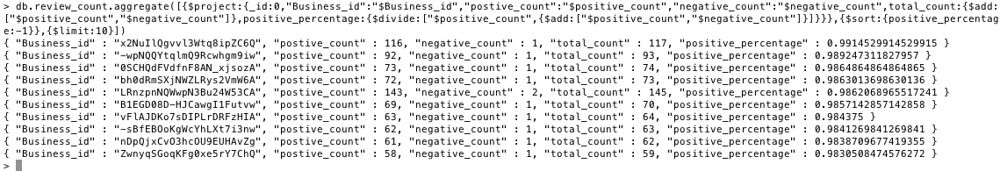 > db.review_count.aggregate([{$project:{_id:0,"Business_id":"$Business_id","postive_count":"$postive_count","negative_count":"$negative_count",total_count:{$add:
["$postive_count","$negative_count"]},positive_percentage:{$divide:["$postive_count",{$add:["$postive_count","$negative_count"]}]}}},{$sort:{positive_percentag
e:-1}},{$limit:10}])
{ "Business_id" : "x2NuIlQgvvl3Wtq8ipZC6Q", "postive_count" : 116, "negative_count" : 1, "total_count" : 117, "positive_percentage" : 0.9914529914529915 }
{ "Business_id" : "-wpNQQYtqlmQ9Rcwhgm9iw", "postive_count" : 92, "negative_count" : 1, "total_count" : 93, "positive_percentage" : 0.989247311827957 }
{ "Business_id" : "0SCHQdFVdfnF8AN_xjsozA", "postive_count" : 73, "negative_count" : 1, "total_count" : 74, "positive_percentage" : 0.9864864864864865 }
{ "Business_id" : "bh0dRmSXjNWZLRys2VmW6A", "postive_count" : 72, "negative_count" : 1, "total_count" : 73, "positive_percentage" : 0.9863013698630136 }
{ "Business_id" : "LRnzpnNQWwpN3Bu24W53CA", "postive_count" : 143, "negative_count" : 2, "total_count" : 145, "positive_percentage" : 0.9862068965517241 }
{ "Business_id" : "B1EGD08D-HJCawgI1Futvw", "postive_count" : 69, "negative_count" : 1, "total_count" : 70, "positive_percentage" : 0.9857142857142858 }
{ "Business_id" : "vFlAJDKo7sDIPLrDRFzHIA", "postive_count" : 63, "negative_count" : 1, "total_count" : 64, "positive_percentage" : 0.984375 }
{ "Business_id" : "-sBfEBOoKgWcYhLXt7i3nw", "postive_count" : 62, "negative_count" : 1, "total_count" : 63, "positive_percentage" : 0.9841269841269841 }
{ "Business_id" : "nDpQjxCvO3hcOU9EUHAvZg", "postive_count" : 61, "negative_count" : 1, "total_count" : 62, "positive_percentage" : 0.9838709677419355 }
{ "Business_id" : "ZwnyqSGoqKFg0xe5rY7ChQ", "postive_count" : 58, "negative_count" : 1, "total_count" : 59, "positive_percentage" : 0.9830508474576272 }
>